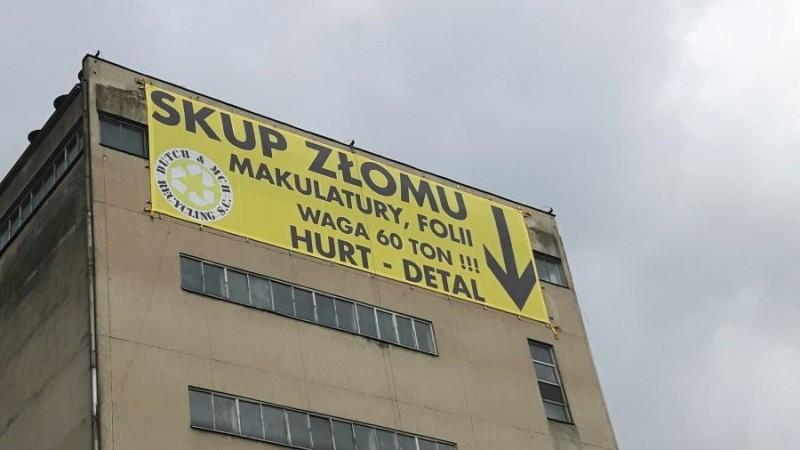 SKUP ZŁOMU
MAKULATURY, FOLII
WAGA 60 TON !!!
HURT - DETAL
DUTCH & MCH
RECYCLING S.C.